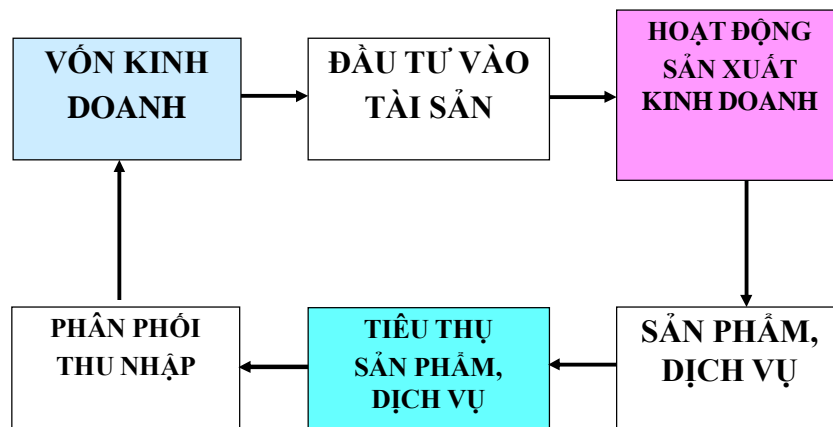 VỐN KINH
DOANH
ĐẦU TƯ VÀO
TÀI SẢN
HOẠT ĐỘNG
SẢN XUẤT
KINH DOANH
PHÂN PHỐI
THU NHẬP
TIÊU THỤ
SẢN PHẨM,
DỊCH VỤ
SẢN PHẨM,
DỊCH VỤ